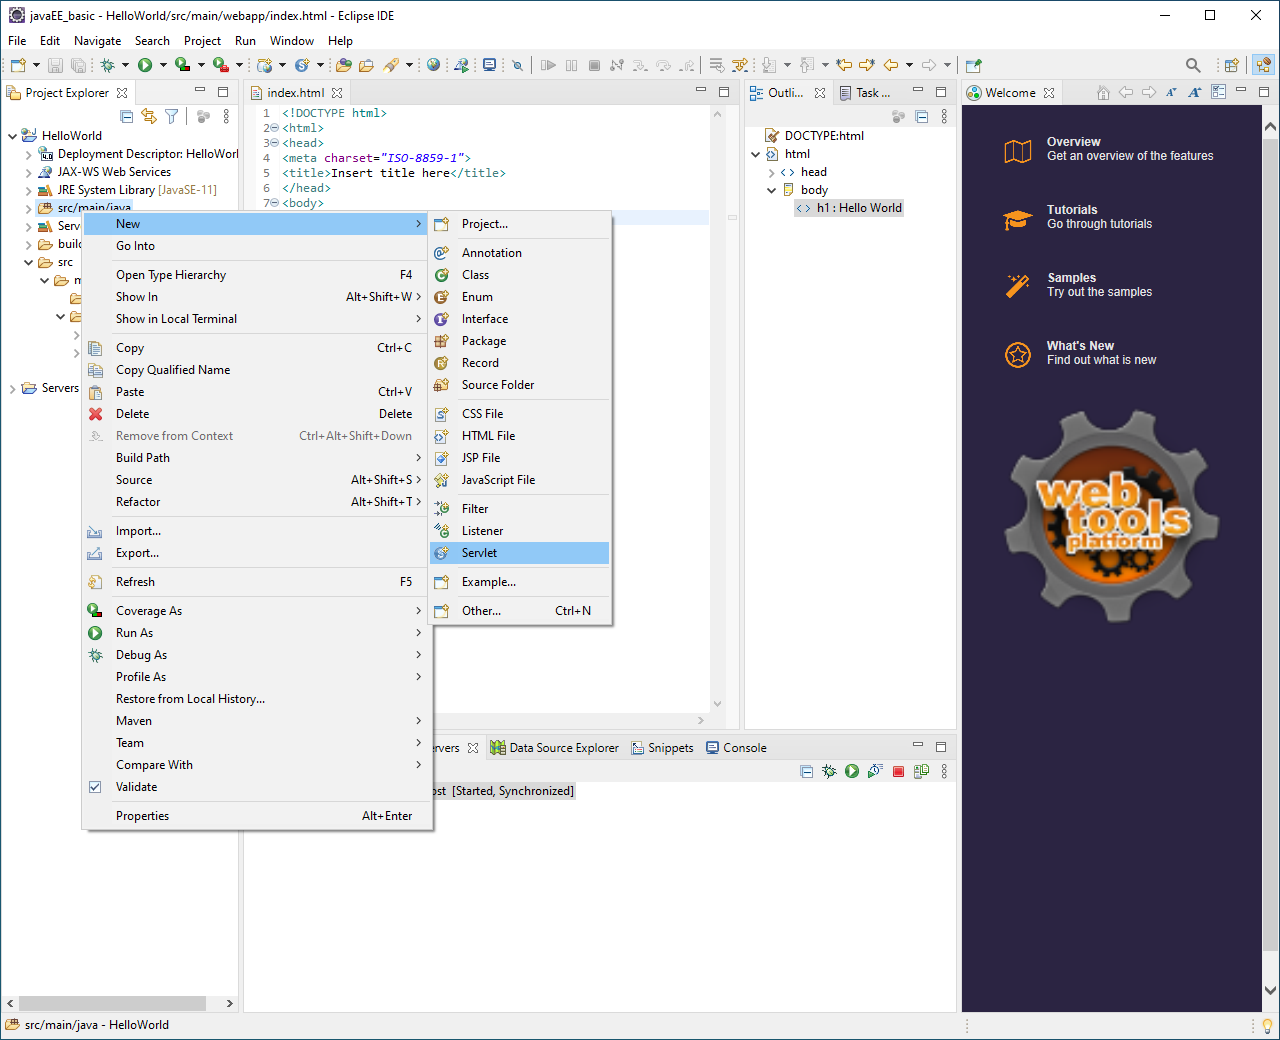 javaEE_basic - HelloWorld/src/main/webapp/index.html - Eclipse IDE
File Edit Navigate Search Project Run Window Help
Project Explorer
HelloWorld
Deployment Descriptor: HelloWorl
JAX-WS Web Services
JRE System Library [JavaSE-11]
src/main/java
Serv
build
src
m
Servers
index.html
1 <!DOCTYPE html>
2 <html>
3 <head>
4 <meta charset="ISO-8859-1">
5 <title>Insert title here</title>
6 </head>
7 <body>
New
Go Into
Open Type Hierarchy F4
Show In Alt+Shift+W
Show in Local Terminal
Copy Ctrl+C
Copy Qualified Name
Paste Ctrl+V
Delete Delete
Remove from Context Ctrl+Alt+Shift+Down
Build Path
Source Alt+Shift+S
Refactor Alt+Shift+T
Import...
Export...
Refresh F5
Coverage As
Run As
Debug As
Profile As
Restore from Local History...
Maven
Team
Compare With
Validate
Properties Alt+Enter
Project...
Annotation
Class
Enum
Interface
Package
Record
Source Folder
CSS File
HTML File
JSP File
JavaScript File
Filter
Listener
Servlet
Example...
Other... Ctrl+N
Outli... Task ...
DOCTYPE:html
html
head
body
h1 : Hello World
Welcome
Overview
Get an overview of the features
Tutorials
Go through tutorials
Samples
Try out the samples
What's New
Find out what is new
web
tools
platform
ervers Data Source Explorer Snippets Console
ost [Started, Synchronized]
src/main/java - HelloWorld